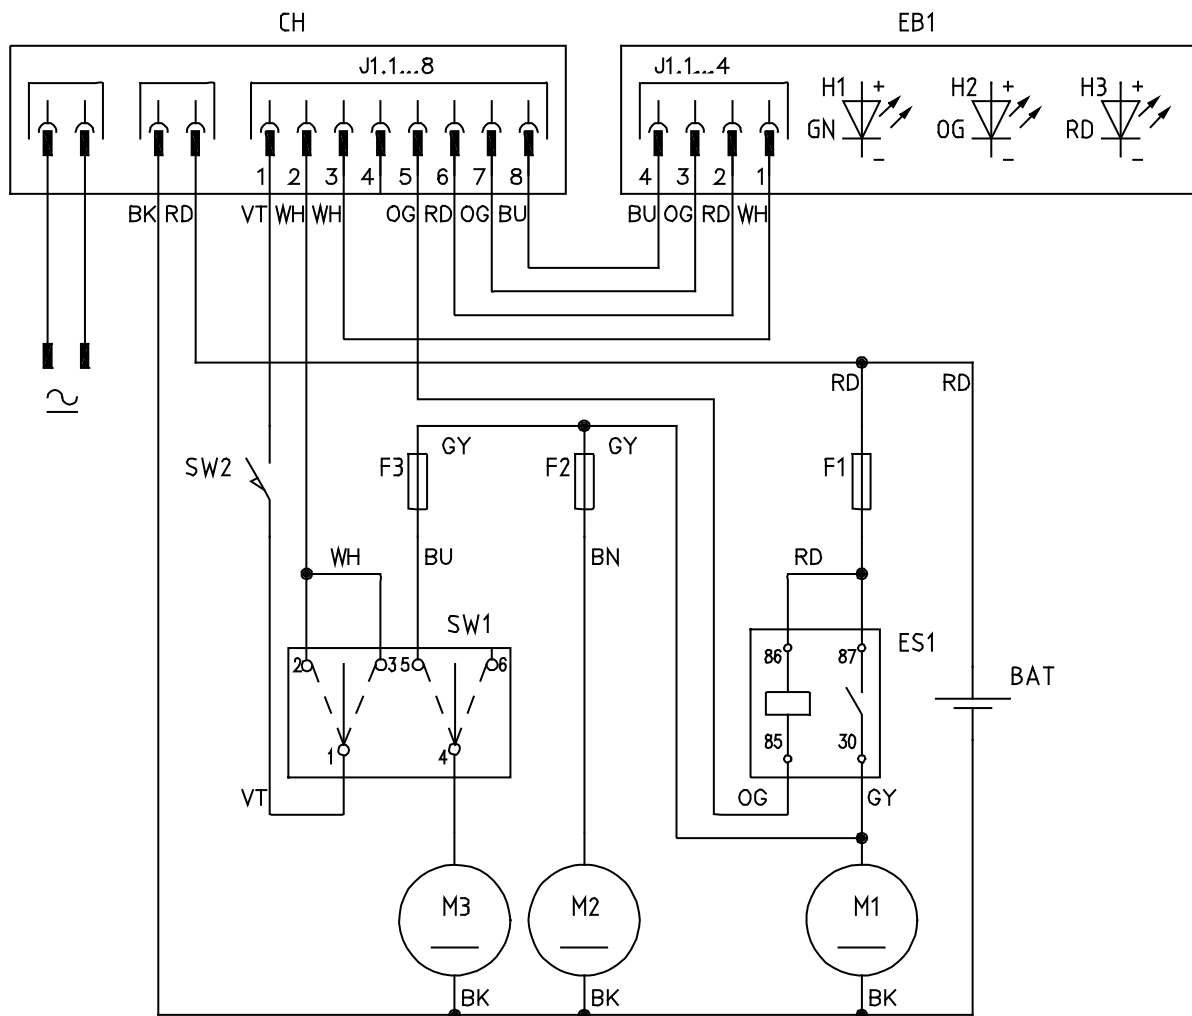 CH
EB1
J1.1...8
J1.1...4
H1 + H2 + H3 +
GN OG RD
- - -
1 2 3 4 5 6 7 8
4 3 2 1
BK RD VT WH WH OG RD OG BU
BU OG RD WH
RD RD
GY GY
SW2 F3 F2 F1
WH BU BN RD
SW1
ES1
2 3 5 6
86 87
BAT
1 4
85 30
VT OG GY
M3 M2 M1
BK BK BK